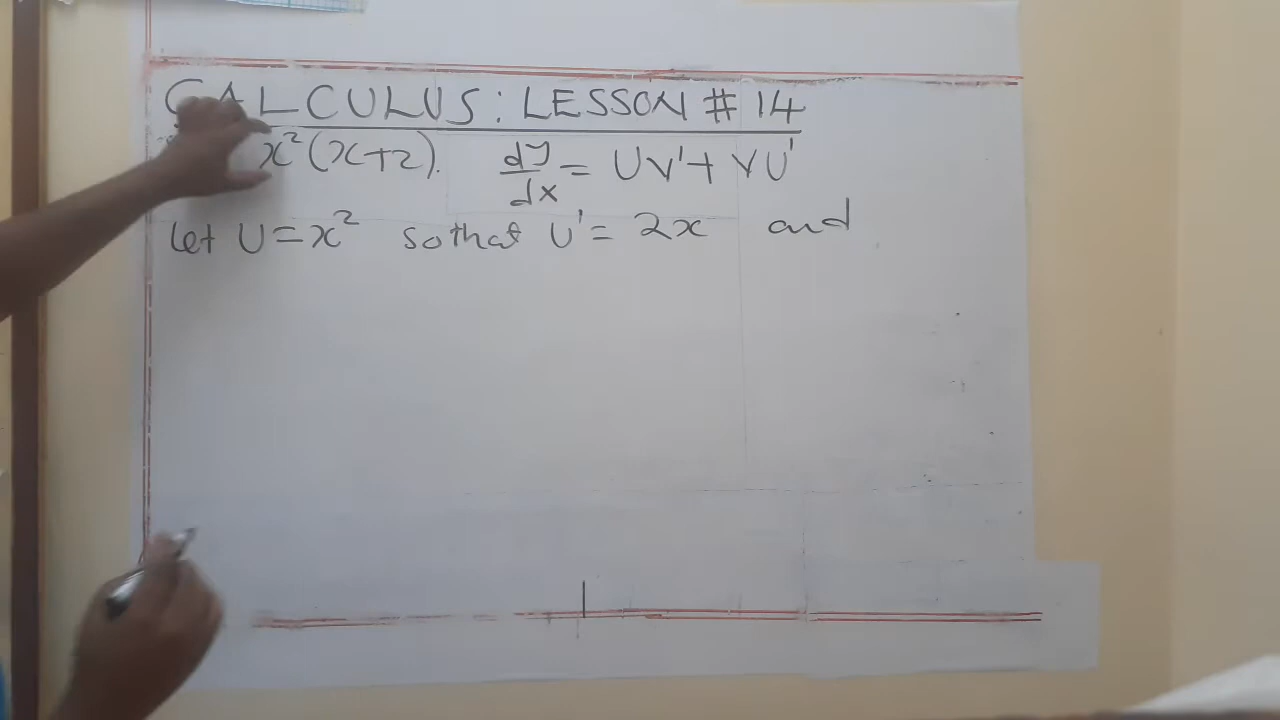 CALCULUS: LESSON # 14
x²(x+2). dy/dx = UV' + VU'
Let U = x² so that U' = 2x and